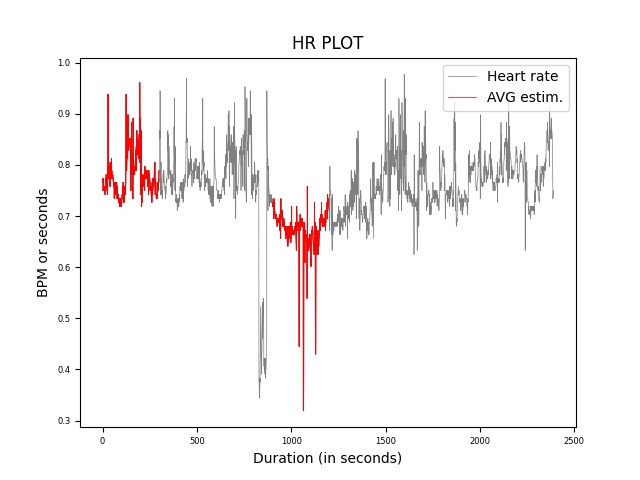 HR PLOT
Heart rate
AVG estim.
BPM or seconds
1.0
0.9
0.8
0.7
0.6
0.5
0.4
0.3
0 500 1000 1500 2000 2500
Duration (in seconds)